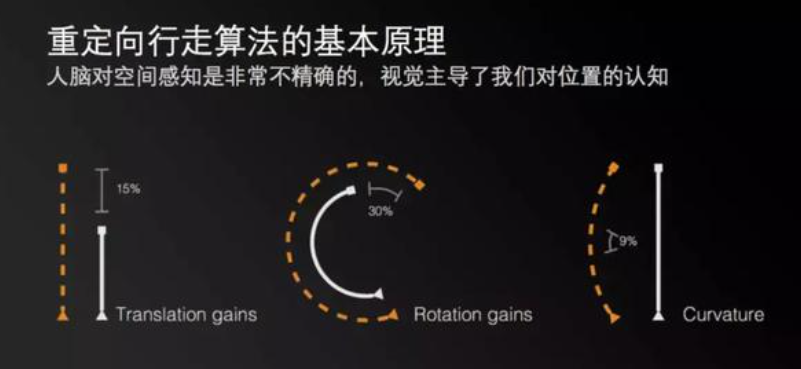 重定向行走算法的基本原理
人脑对空间感知是非常不精确的，视觉主导了我们对位置的认知
15%
30%
9%
Translation gains
Rotation gains
Curvature